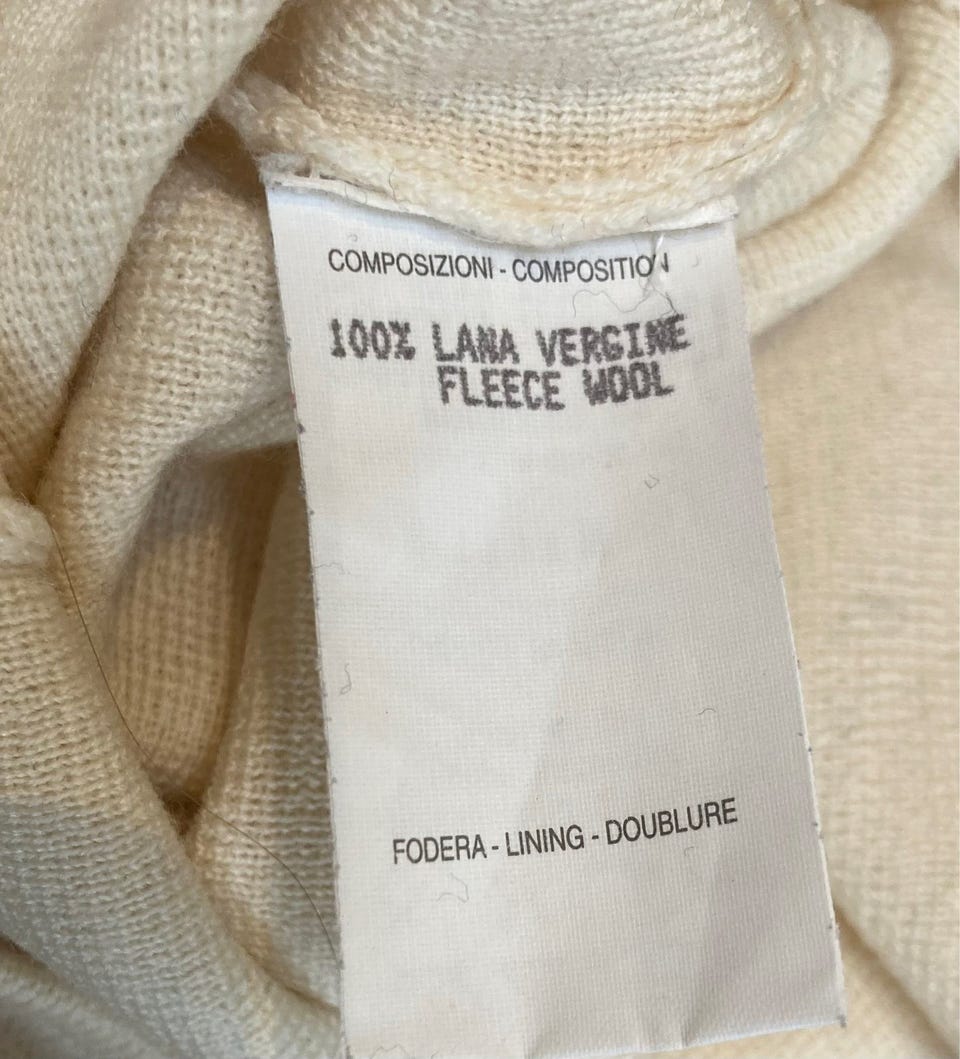 COMPOSIZIONI - COMPOSITION
100% LANA VERGINE
FLEECE WOOL
FODERA - LINING - DOUBLURE